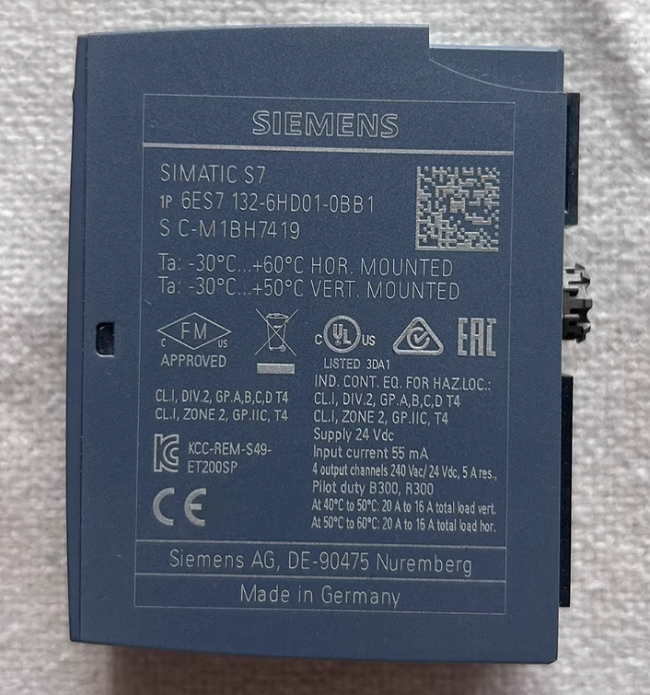 SIEMENS
SIMATIC S7
1P 6ES7 132-6HD01-0BB1
S C-M1BH7419
Ta: -30°C...+60°C HOR. MOUNTED
Ta: -30°C...+50°C VERT. MOUNTED
FM
C US
APPROVED
C UL US
LISTED 3DA1
EAC
IND. CONT. EQ. FOR HAZ.LOC.:
CL.I, DIV.2, GP.A,B,C,D T4
CL.I, ZONE 2, GP.IIC, T4
CL.I, DIV.2, GP.A,B,C,D T4
CL.I, ZONE 2, GP.IIC, T4
KCC-REM-S49-
ET200SP
CE
Supply 24 Vdc
Input current 55 mA
4 output channels 240 Vac/ 24 Vdc, 5 A res.,
Pilot duty B300, R300
At 40°C to 50°C: 20 A to 16 A total load vert.
At 50°C to 60°C: 20 A to 16 A total load hor.
Siemens AG, DE-90475 Nuremberg
Made in Germany